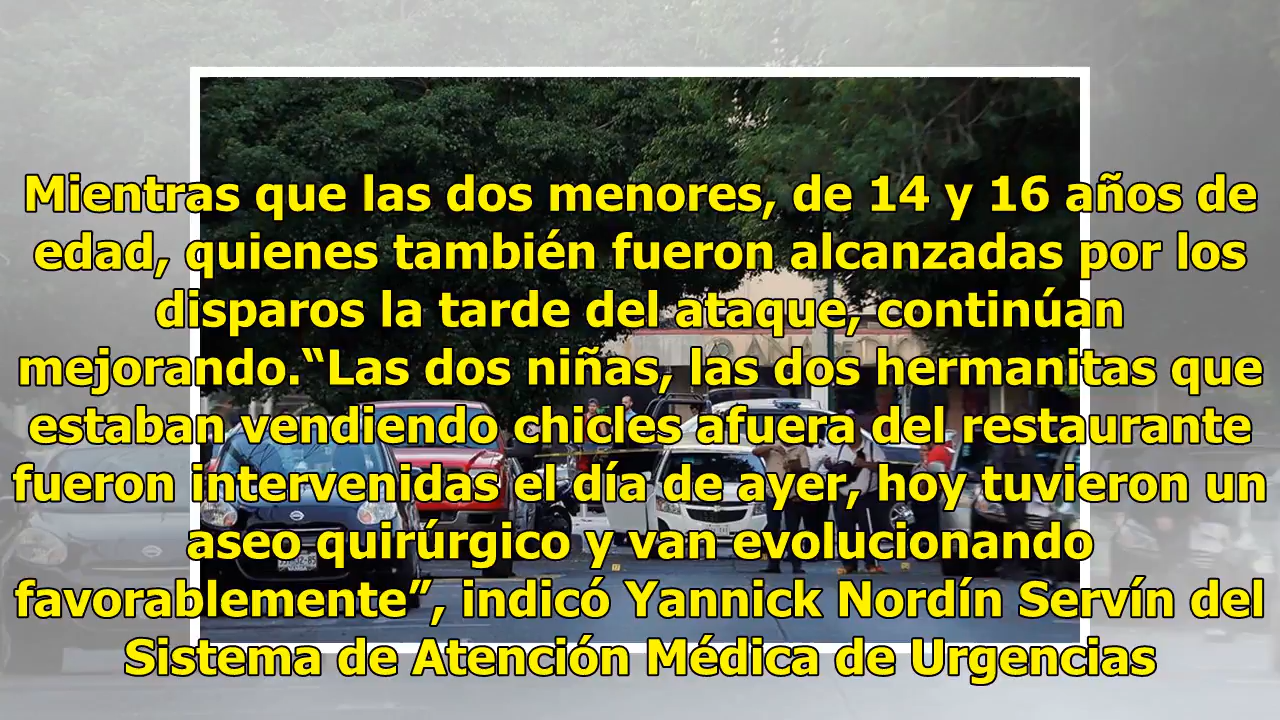 Mientras que las dos menores, de 14 y 16 años de
edad, quienes también fueron alcanzadas por los
disparos la tarde del ataque, continúan
mejorando.“Las dos niñas, las dos hermanitas que
estaban vendiendo chicles afuera del restaurante
fueron intervenidas el día de ayer, hoy tuvieron un
aseo quirúrgico y van evolucionando
favorablemente”, indicó Yannick Nordín Servín del
Sistema de Atención Médica de Urgencias